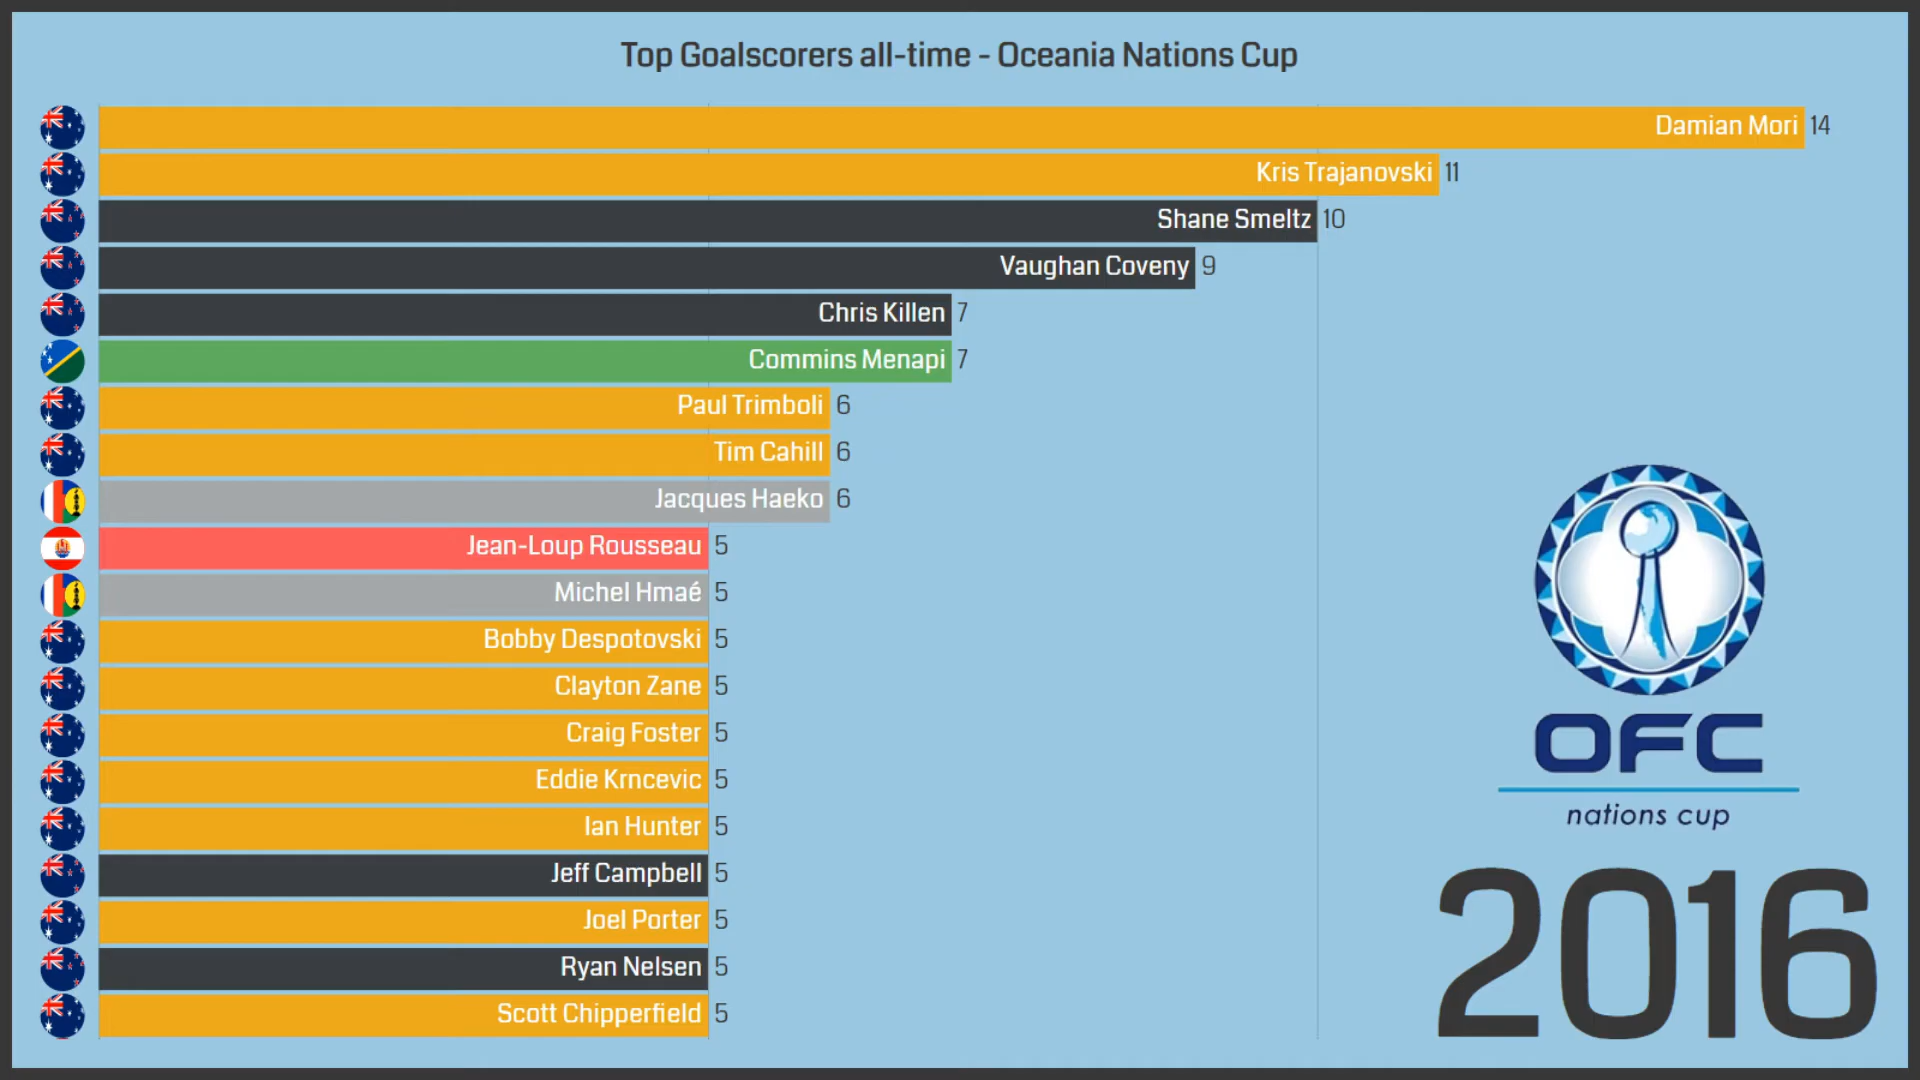 Top Goalscorers all-time - Oceania Nations Cup
Damian Mori 14
Kris Trajanovski 11
Shane Smeltz 10
Vaughan Coveny 9
Chris Killen 7
Commins Menapi 7
Paul Trimboli 6
Tim Cahill 6
Jacques Haeko 6
Jean-Loup Rousseau 5
Michel Hmaé 5
Bobby Despotovski 5
Clayton Zane 5
Craig Foster 5
Eddie Krncevic 5
Ian Hunter 5
Jeff Campbell 5
Joel Porter 5
Ryan Nelsen 5
Scott Chipperfield 5
OFC
nations cup
2016